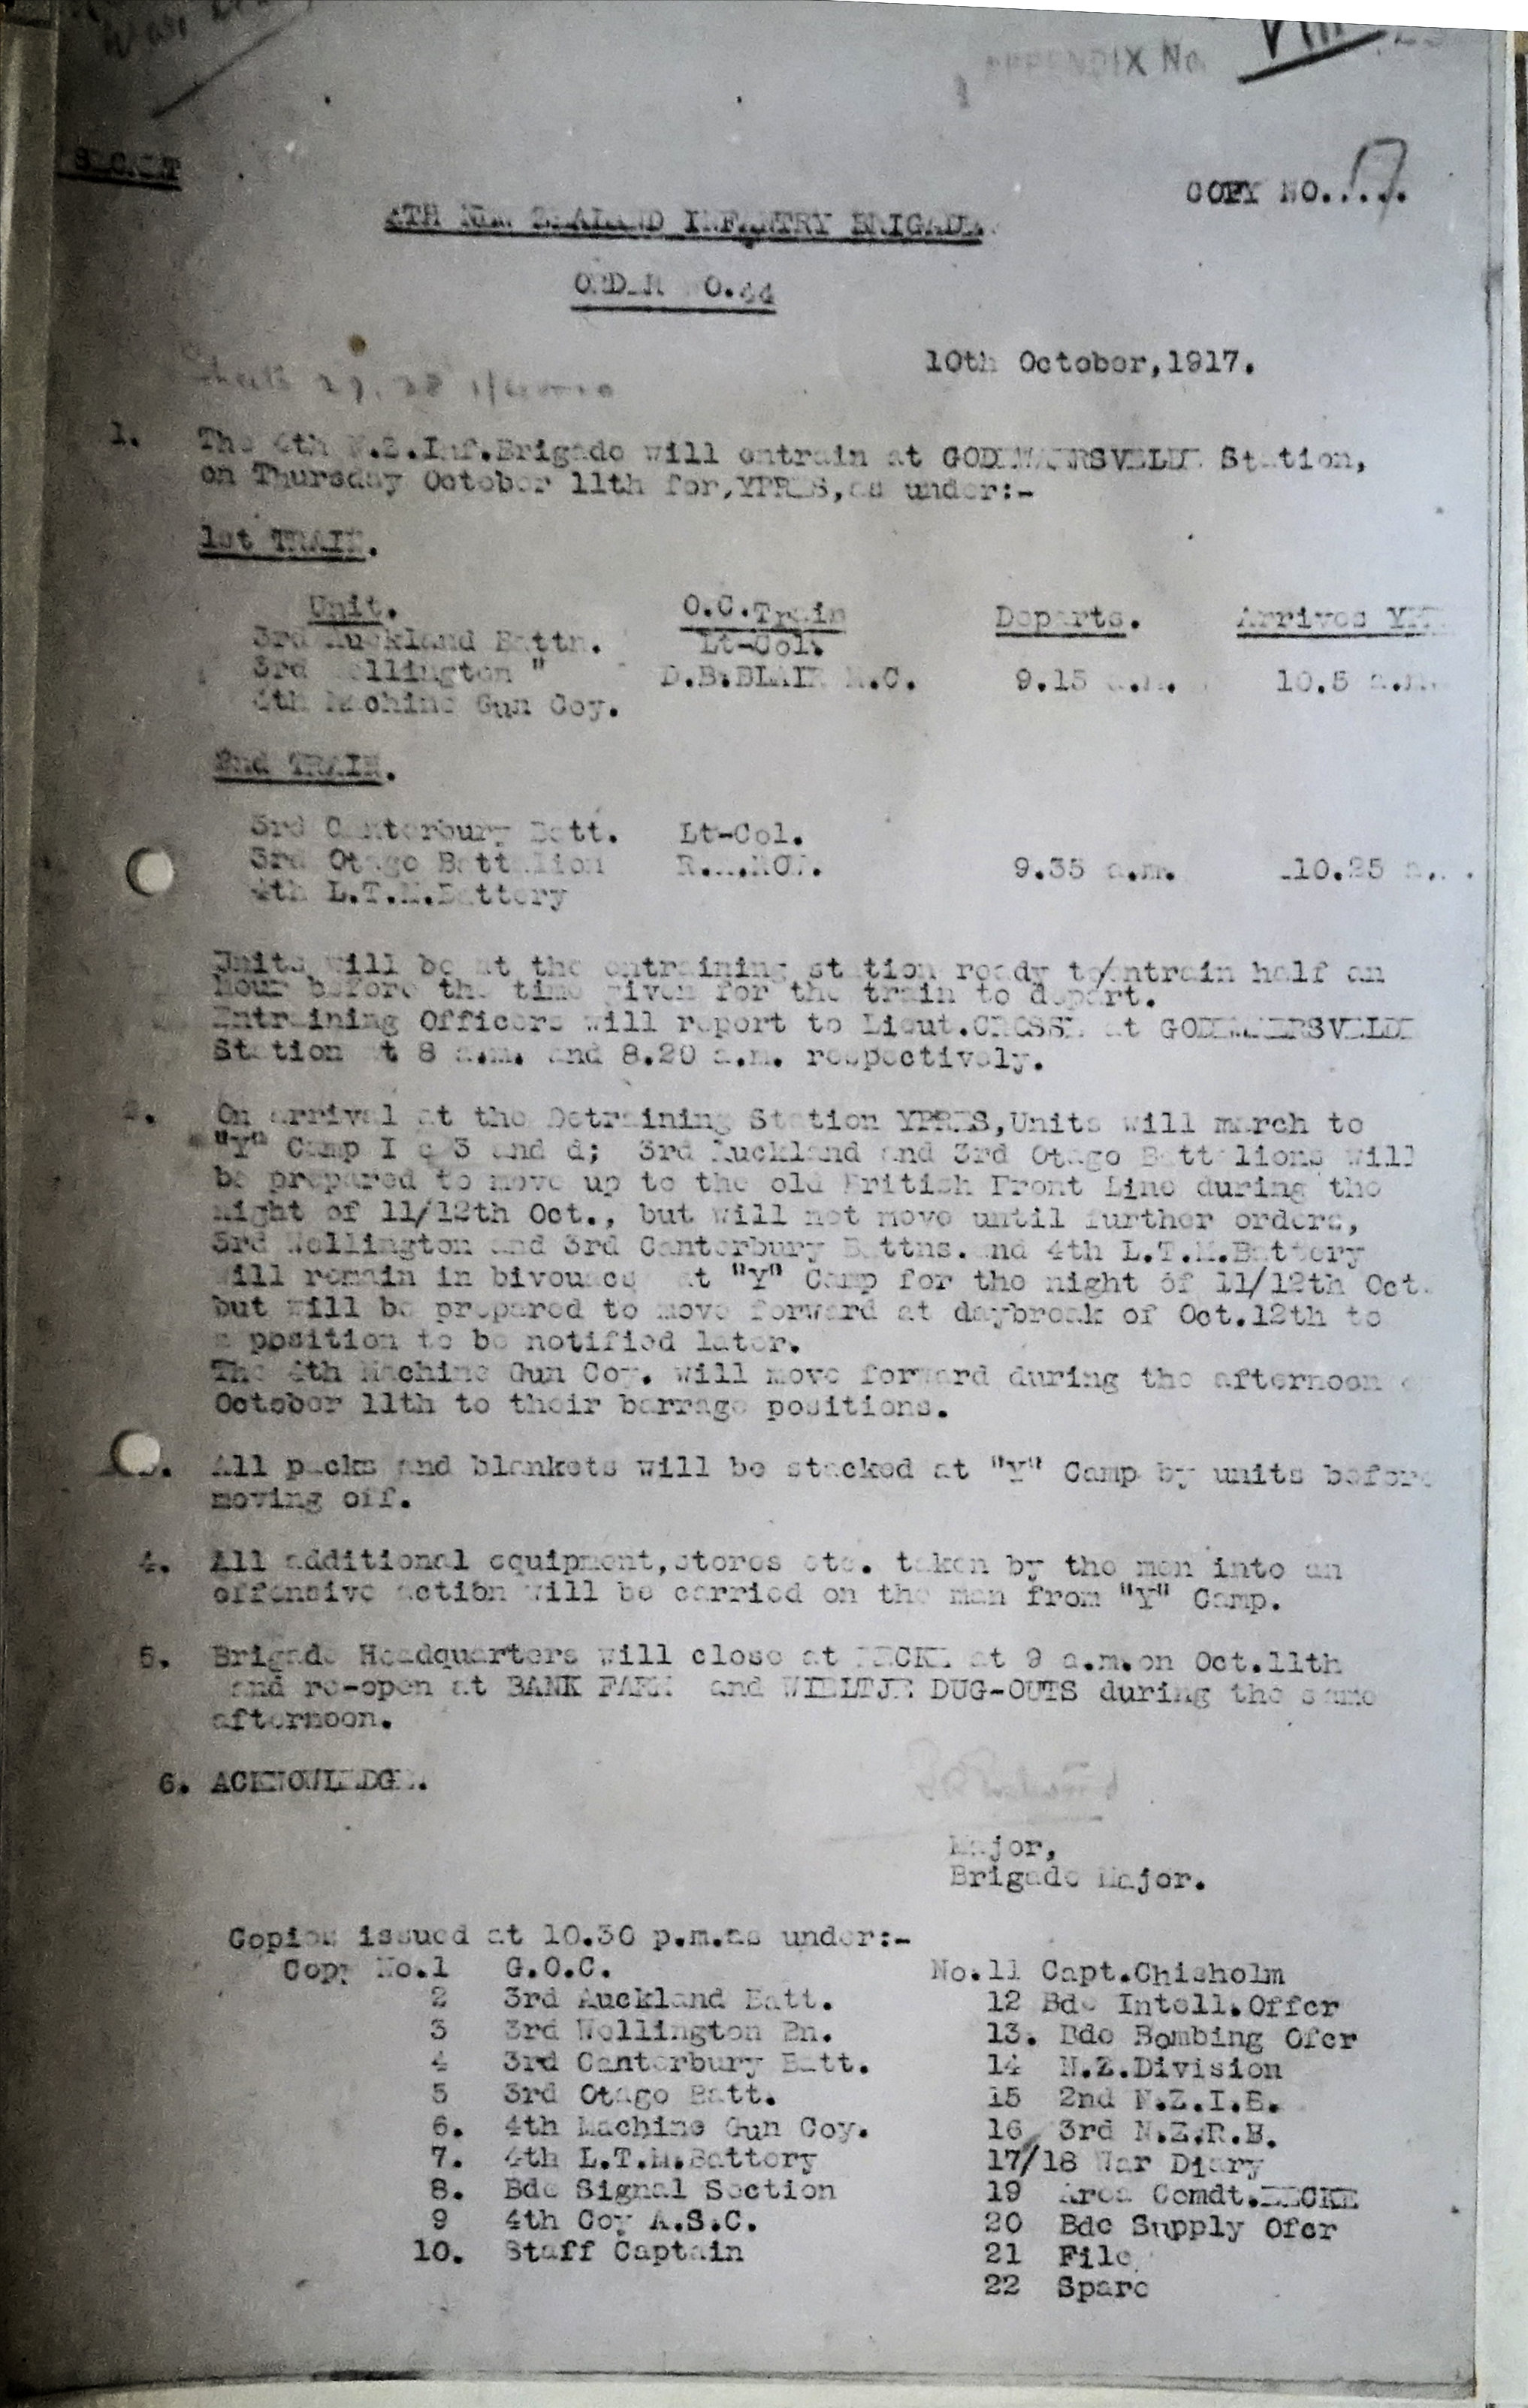 APPENDIX No. VIII
SECRET
COPY NO.17.
4TH NEW ZEALAND INFANTRY BRIGADE.
ORDER NO.44
10th October,1917.
1. The 4th N.Z.Inf.Brigade will entrain at GODEWAERSVELDE Station,
on Thursday October 11th for,YPRES,as under:-
1st TRAIN.
Unit. O.C.Train Departs. Arrives
3rd Auckland Battn. Lt-Col.
3rd Wellington " D.B.BLAIR M.C. 9.15 a.m. 10.5 a.m.
4th Machine Gun Coy.
2nd TRAIN.
3rd Canterbury Batt. Lt-Col.
3rd Otago Battalion 9.35 a.m. 10.25 a.
4th L.T.M.Battery
Units will be at the entraining station ready to/entrain half an
hour before the time given for the train to depart.
Entraining Officers will report to Lieut.CROSSE at GODEWAERSVELDE
Station at 8 a.m. and 8.20 a.m. respectively.
2. On arrival at the Detraining Station YPRES,Units will march to
"Y" Camp I c 3 and d; 3rd Auckland and 3rd Otago Battalions will
be prepared to move up to the old British Front Line during the
night of 11/12th Oct., but will not move until further orders,
3rd Wellington and 3rd Canterbury Battns.and 4th L.T.M.Battery
will remain in bivouacs at "Y" Camp for the night of 11/12th Oct.
but will be prepared to move forward at daybreak of Oct.12th to
a position to be notified later.
The 4th Machine Gun Coy. will move forward during the afternoon
October 11th to their barrage positions.
3. All packs and blankets will be stacked at "Y" Camp by units before
moving off.
4. All additional equipment,stores etc. taken by the men into an
offensive action will be carried on the man from "Y" Camp.
5. Brigade Headquarters will close at EECKE at 9 a.m.on Oct.11th
and re-open at BANK FARM and WIELTJE DUG-OUTS during the same
afternoon.
6. ACKNOWLEDGE.
Major,
Brigade Major.
Copies issued at 10.30 p.m.as under:-
Copy No.1 G.O.C.
2 3rd Auckland Batt.
3 3rd Wellington Bn.
4 3rd Canterbury Batt.
5 3rd Otago Batt.
6. 4th Machine Gun Coy.
7. 4th L.T.M.Battery
8. Bde Signal Section
9 4th Coy A.S.C.
10. Staff Captain
No.11 Capt.Chisholm
12 Bde Intell.Offcr
13. Bde Bombing Ofcr
14 N.Z.Division
15 2nd N.Z.I.B.
16 3rd N.Z.R.B.
17/18 War Diary
19 Area Comdt.EECKE
20 Bde Supply Ofcr
21 File
22 Spare